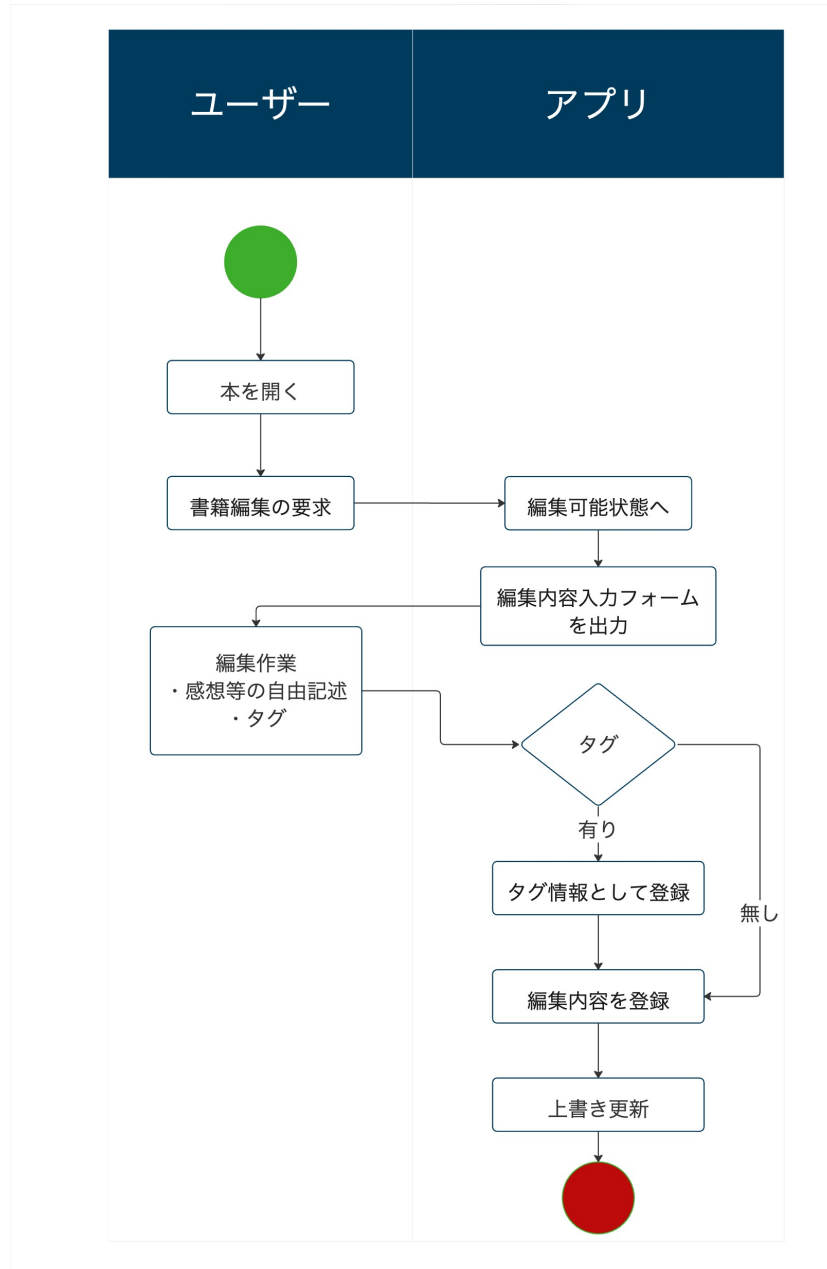 ユーザー
アプリ
本を開く
書籍編集の要求
編集可能状態へ
編集内容入力フォーム
を出力
編集作業
・感想等の自由記述
・タグ
タグ
有り
タグ情報として登録
無し
編集内容を登録
上書き更新